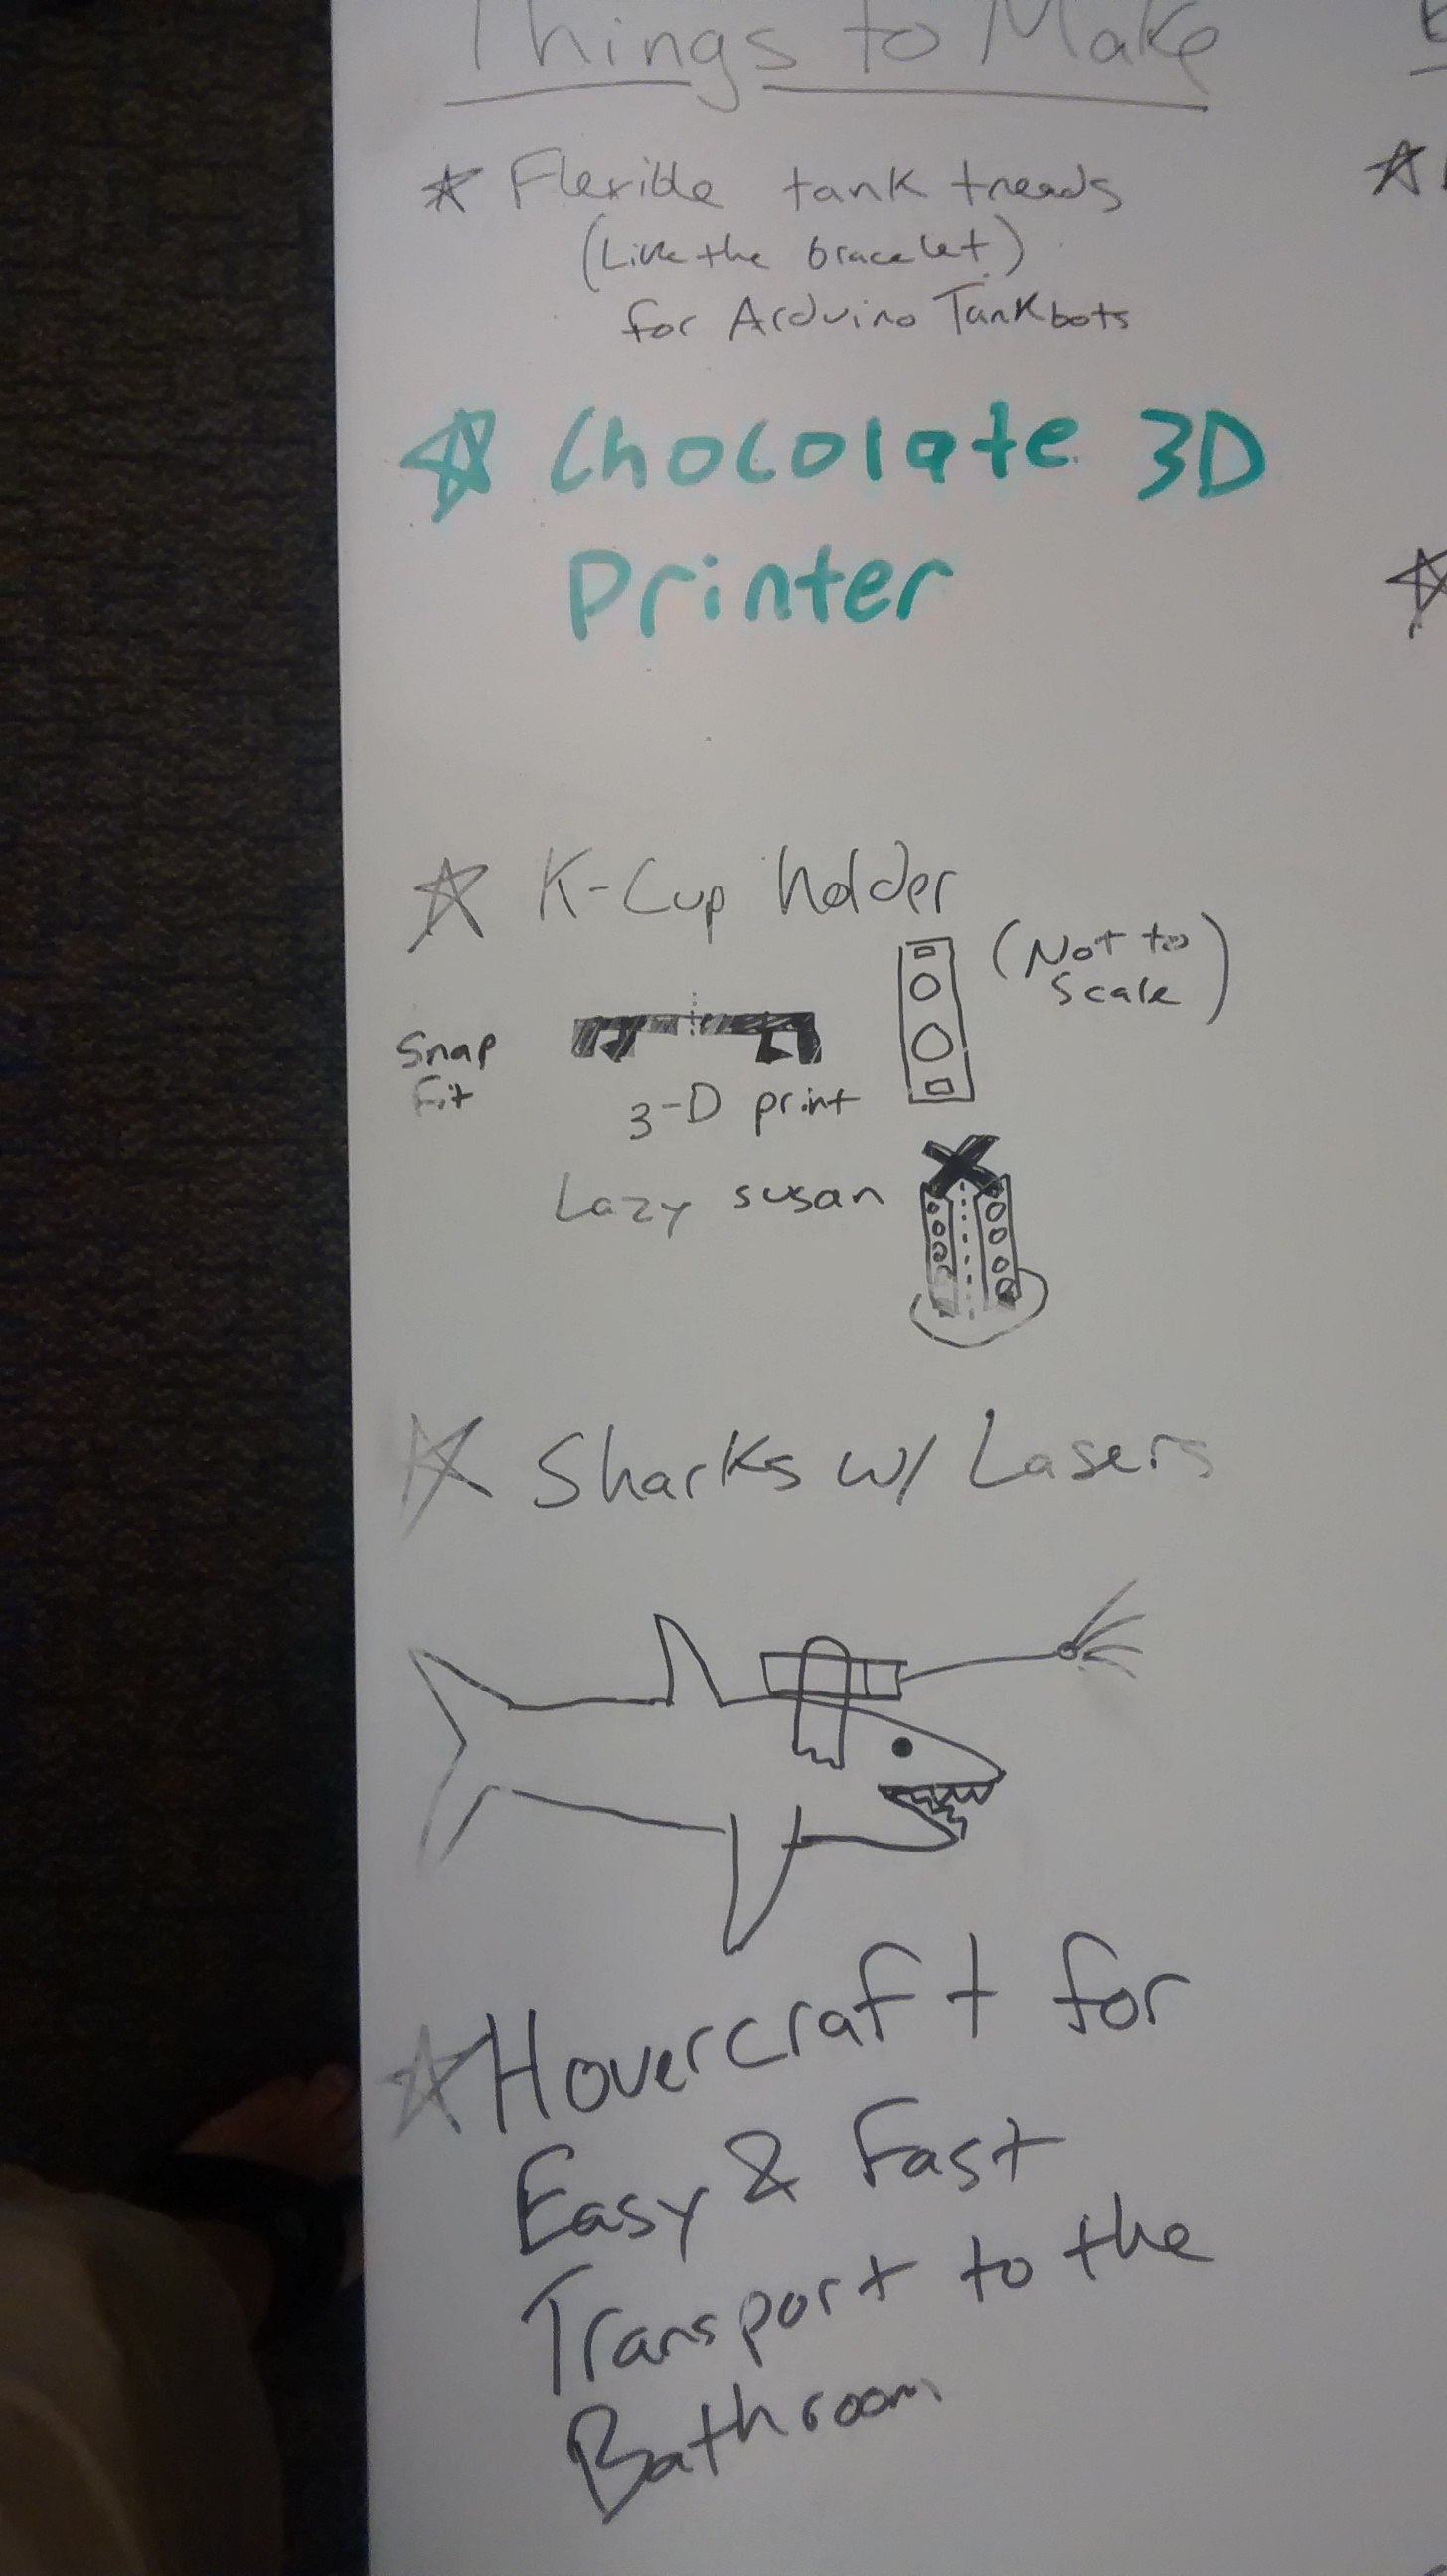 Things to Make
Flexible tank treads
(Like the bracelet)
for Arduino Tankbots
Chocolate 3D
Printer
K-Cup holder
(Not to
Scale)
Snap
Fit
3-D print
Lazy susan
Sharks w/ Lasers
Hovercraft for
Easy & Fast
Transport to the
Bathroom